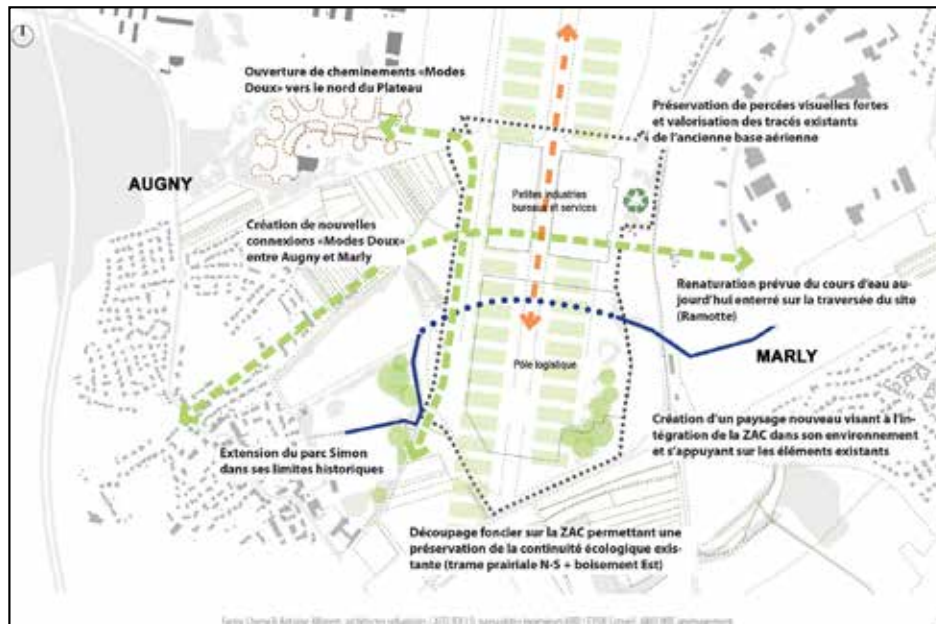 Ouverture de cheminements «Modes
Doux» vers le nord du Plateau
Préservation de percées visuelles fortes
et valorisation des tracés existants
de l'ancienne base aérienne
AUGNY
Petites industries
bureaux et services
Création de nouvelles
connexions «Modes Doux»
entre Augny et Marly
Renaturation prévue du cours d'eau au-
jourd'hui enterré sur la traversée du site
(Ramotte)
MARLY
Pôle logistique
Création d'un paysage nouveau visant à l'in-
tégration de la ZAC dans son environnement
et s'appuyant sur les éléments existants
Extension du parc Simon
dans ses limites historiques
Découpage foncier sur la ZAC permettant une
préservation de la continuité écologique exis-
tante (trame prairiale N-S + boisement Est)